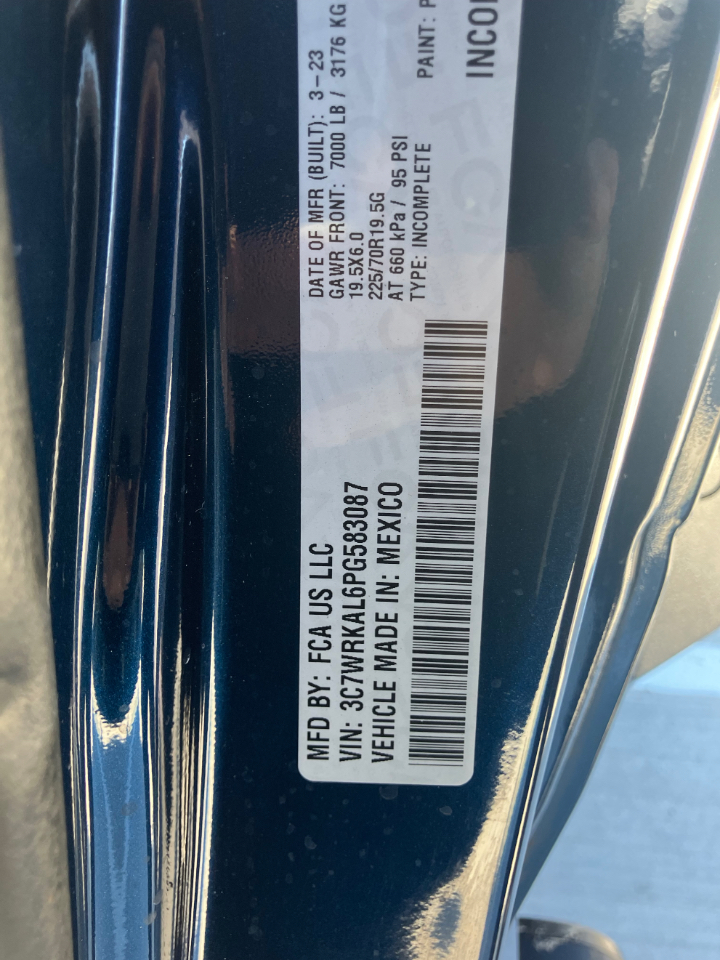 MFD BY: FCA US LLC
VIN: 3C7WRKAL6PG583087
VEHICLE MADE IN: MEXICO
DATE OF MFR (BUILT): 3-23
GAWR FRONT: 7000 LB / 3176 KG
19.5X6.0
225/70R19.5G
AT 660 kPa / 95 PSI
TYPE: INCOMPLETE
PAINT: P